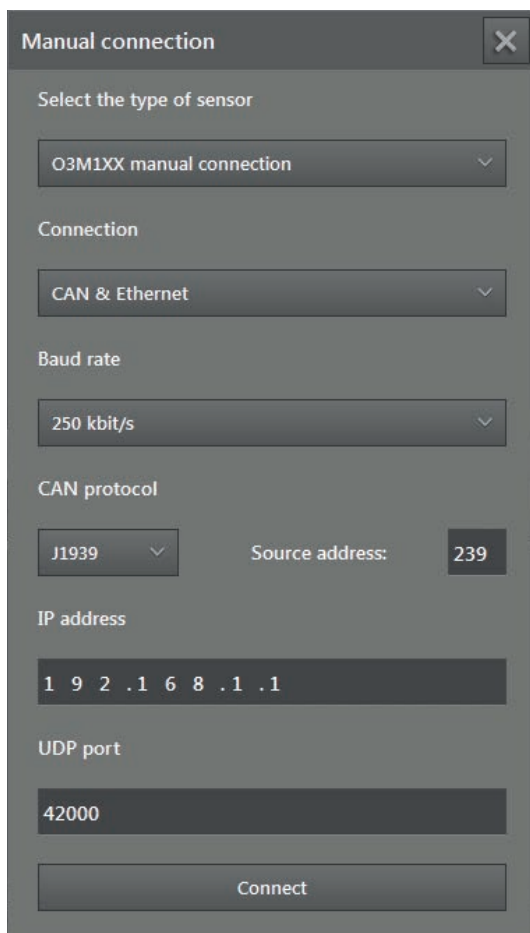 Manual connection
Select the type of sensor
O3M1XX manual connection
Connection
CAN & Ethernet
Baud rate
250 kbit/s
CAN protocol
J1939 Source address: 239
IP address
1 9 2 .1 6 8 .1 .1
UDP port
42000
Connect